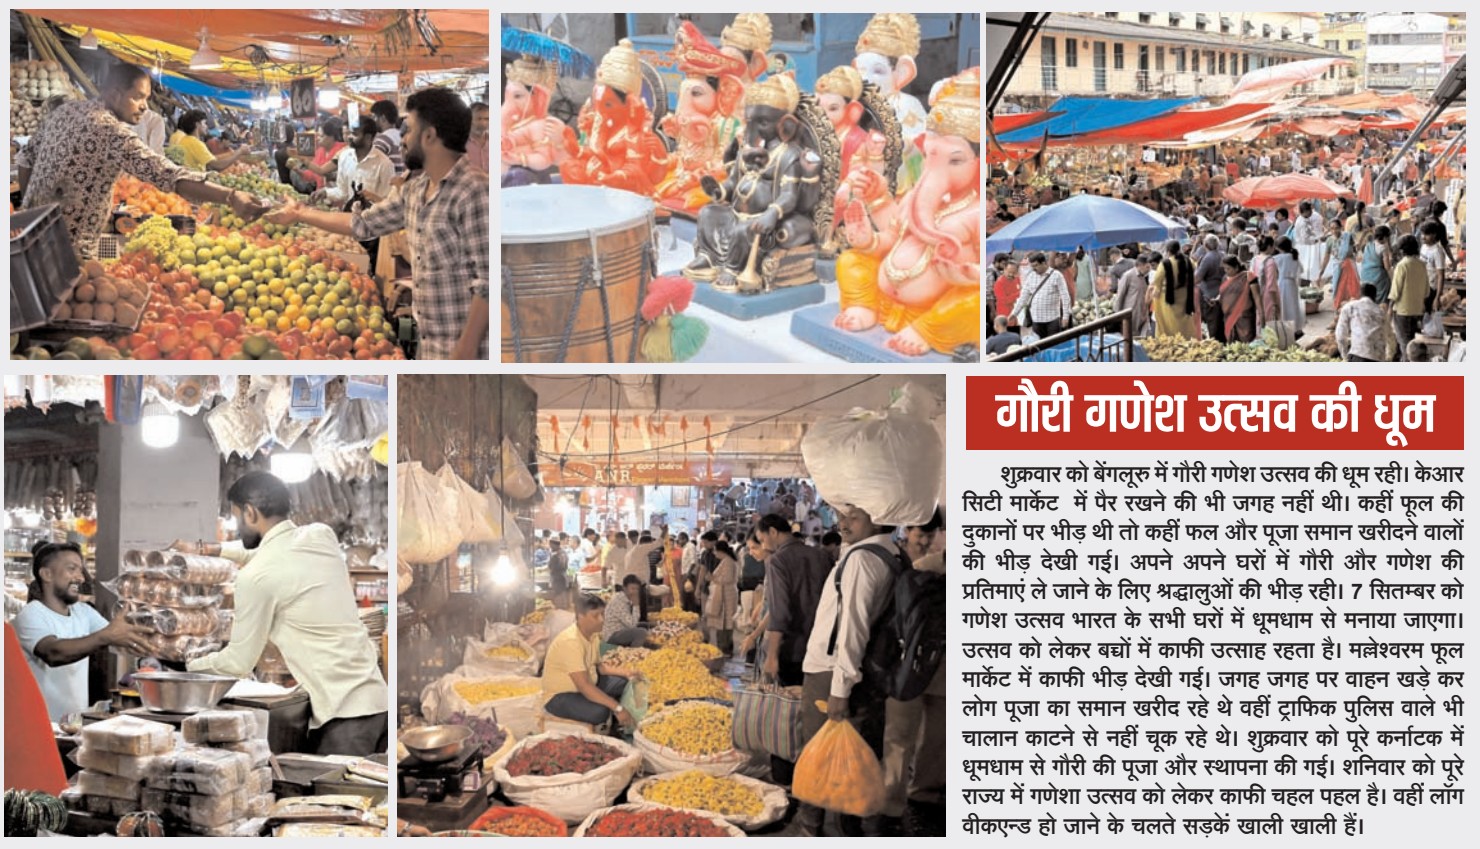 50
ANR
गौरी गणेश उत्सव की धूम
शुक्रवार को बेंगलूरु में गौरी गणेश उत्सव की धूम रही। केआर
सिटी मार्केट में पैर रखने की भी जगह नहीं थी। कहीं फूल की
दुकानों पर भीड़ थी तो कहीं फल और पूजा समान खरीदने वालों
की भीड़ देखी गई। अपने अपने घरों में गौरी और गणेश की
प्रतिमाएं ले जाने के लिए श्रद्धालुओं की भीड़ रही। 7 सितम्बर को
गणेश उत्सव भारत के सभी घरों में धूमधाम से मनाया जाएगा।
उत्सव को लेकर बच्चों में काफी उत्साह रहता है। मल्लेश्वरम फूल
मार्केट में काफी भीड़ देखी गई। जगह जगह पर वाहन खड़े कर
लोग पूजा का समान खरीद रहे थे वहीं ट्राफिक पुलिस वाले भी
चालान काटने से नहीं चूक रहे थे। शुक्रवार को पूरे कर्नाटक में
धूमधाम से गौरी की पूजा और स्थापना की गई। शनिवार को पूरे
राज्य में गणेशा उत्सव को लेकर काफी चहल पहल है। वहीं लॉग
वीकएन्ड हो जाने के चलते सड़कें खाली खाली हैं।